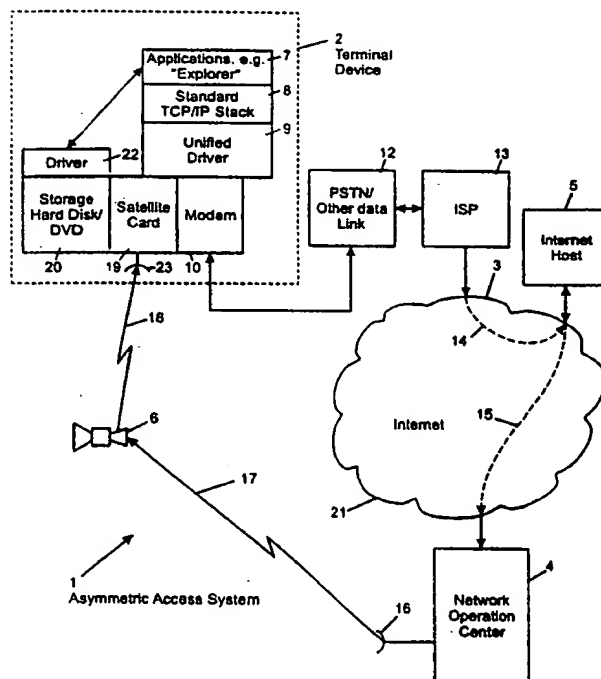 2
Terminal
Device
Applications, e.g.
"Explorer"
7
Standard
TCP/IP Stack
8
9
Unified
Driver
Driver
22
Storage
Hard Disk/
DVD
Satellite
Card
Modem
20
19
23
10
12
PSTN/
Other data
Link
13
ISP
5
Internet
Host
3
14
15
Internet
21
18
6
17
1
Asymmetric Access System
16
4
Network
Operation
Center